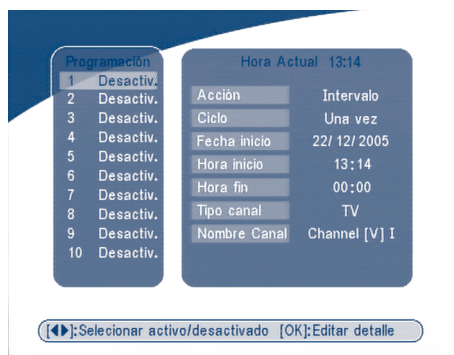 Programación
1 Desactiv.
2 Desactiv.
3 Desactiv.
4 Desactiv.
5 Desactiv.
6 Desactiv.
7 Desactiv.
8 Desactiv.
9 Desactiv.
10 Desactiv.
Hora Actual 13:14
Acción Intervalo
Ciclo Una vez
Fecha inicio 22/12/2005
Hora inicio 13:14
Hora fin 00:00
Tipo canal TV
Nombre Canal Channel [V] I
[◀▶]:Selecionar activo/desactivado [OK]:Editar detalle